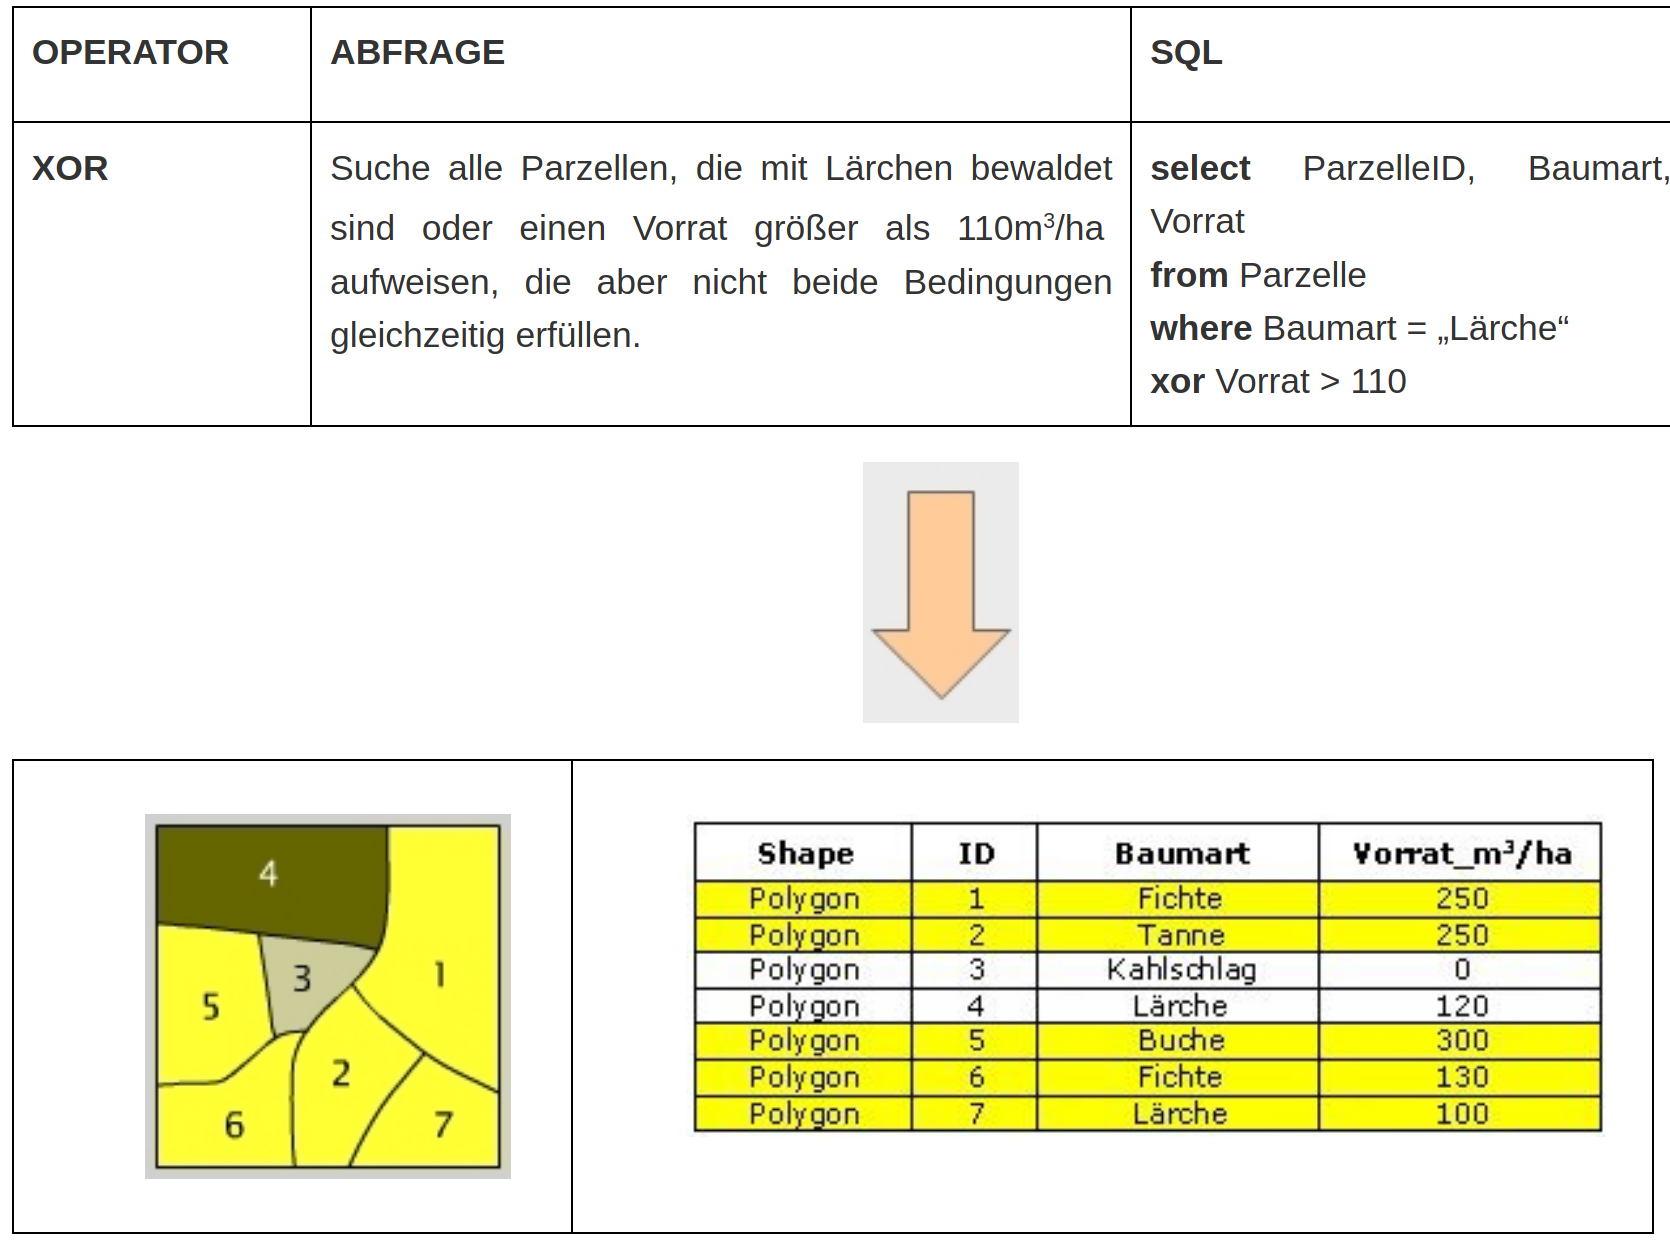 OPERATOR ABFRAGE SQL
XOR
Suche alle Parzellen, die mit Lärchen bewaldet
sind oder einen Vorrat größer als 110m³/ha
aufweisen, die aber nicht beide Bedingungen
gleichzeitig erfüllen.
select ParzelleID, Baumart,
Vorrat
from Parzelle
where Baumart = „Lärche“
xor Vorrat > 110
4
1
3
5
2
6
7
Shape ID Baumart Vorrat_m³/ha
Polygon 1 Fichte 250
Polygon 2 Tanne 250
Polygon 3 Kahlschlag 0
Polygon 4 Lärche 120
Polygon 5 Buche 300
Polygon 6 Fichte 130
Polygon 7 Lärche 100